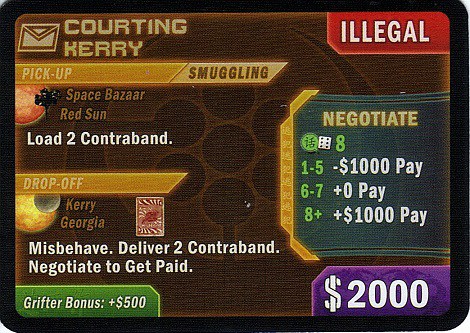 COURTING
KERRY
ILLEGAL
PICK-UP
SMUGGLING
Space Bazaar
Red Sun
Load 2 Contraband.
NEGOTIATE
8
1-5 -$1000 Pay
6-7 +0 Pay
8+ +$1000 Pay
DROP-OFF
Kerry
Georgia
Misbehave. Deliver 2 Contraband.
Negotiate to Get Paid.
Grifter Bonus: +$500
$2000